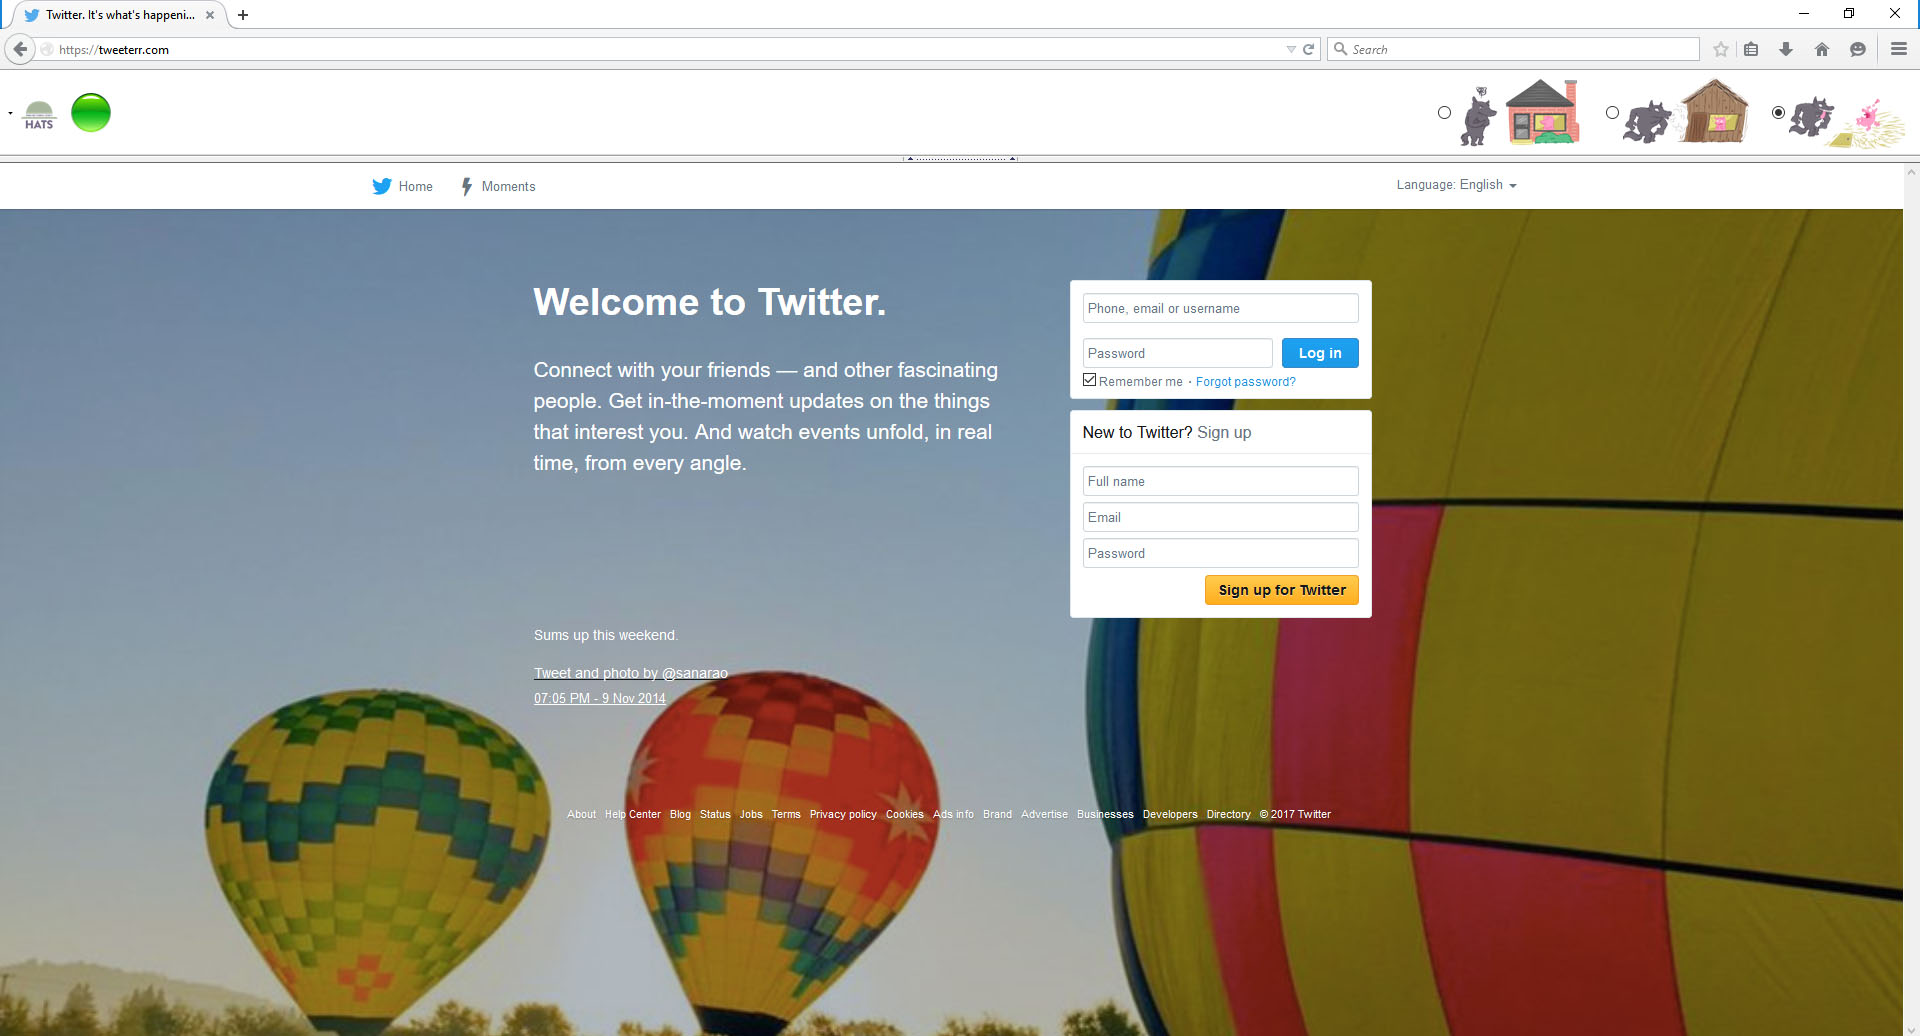 Twitter. It's what's happeni...
https://tweeterr.com
Search
HATS
Home
Moments
Language: English
Welcome to Twitter.
Connect with your friends — and other fascinating
people. Get in-the-moment updates on the things
that interest you. And watch events unfold, in real
time, from every angle.
Phone, email or username
Password
Log in
Remember me · Forgot password?
New to Twitter? Sign up
Full name
Email
Password
Sign up for Twitter
Sums up this weekend.
Tweet and photo by @sanarao
07:05 PM - 9 Nov 2014
About Help Center Blog Status Jobs Terms Privacy policy Cookies Ads info Brand Advertise Businesses Developers Directory © 2017 Twitter